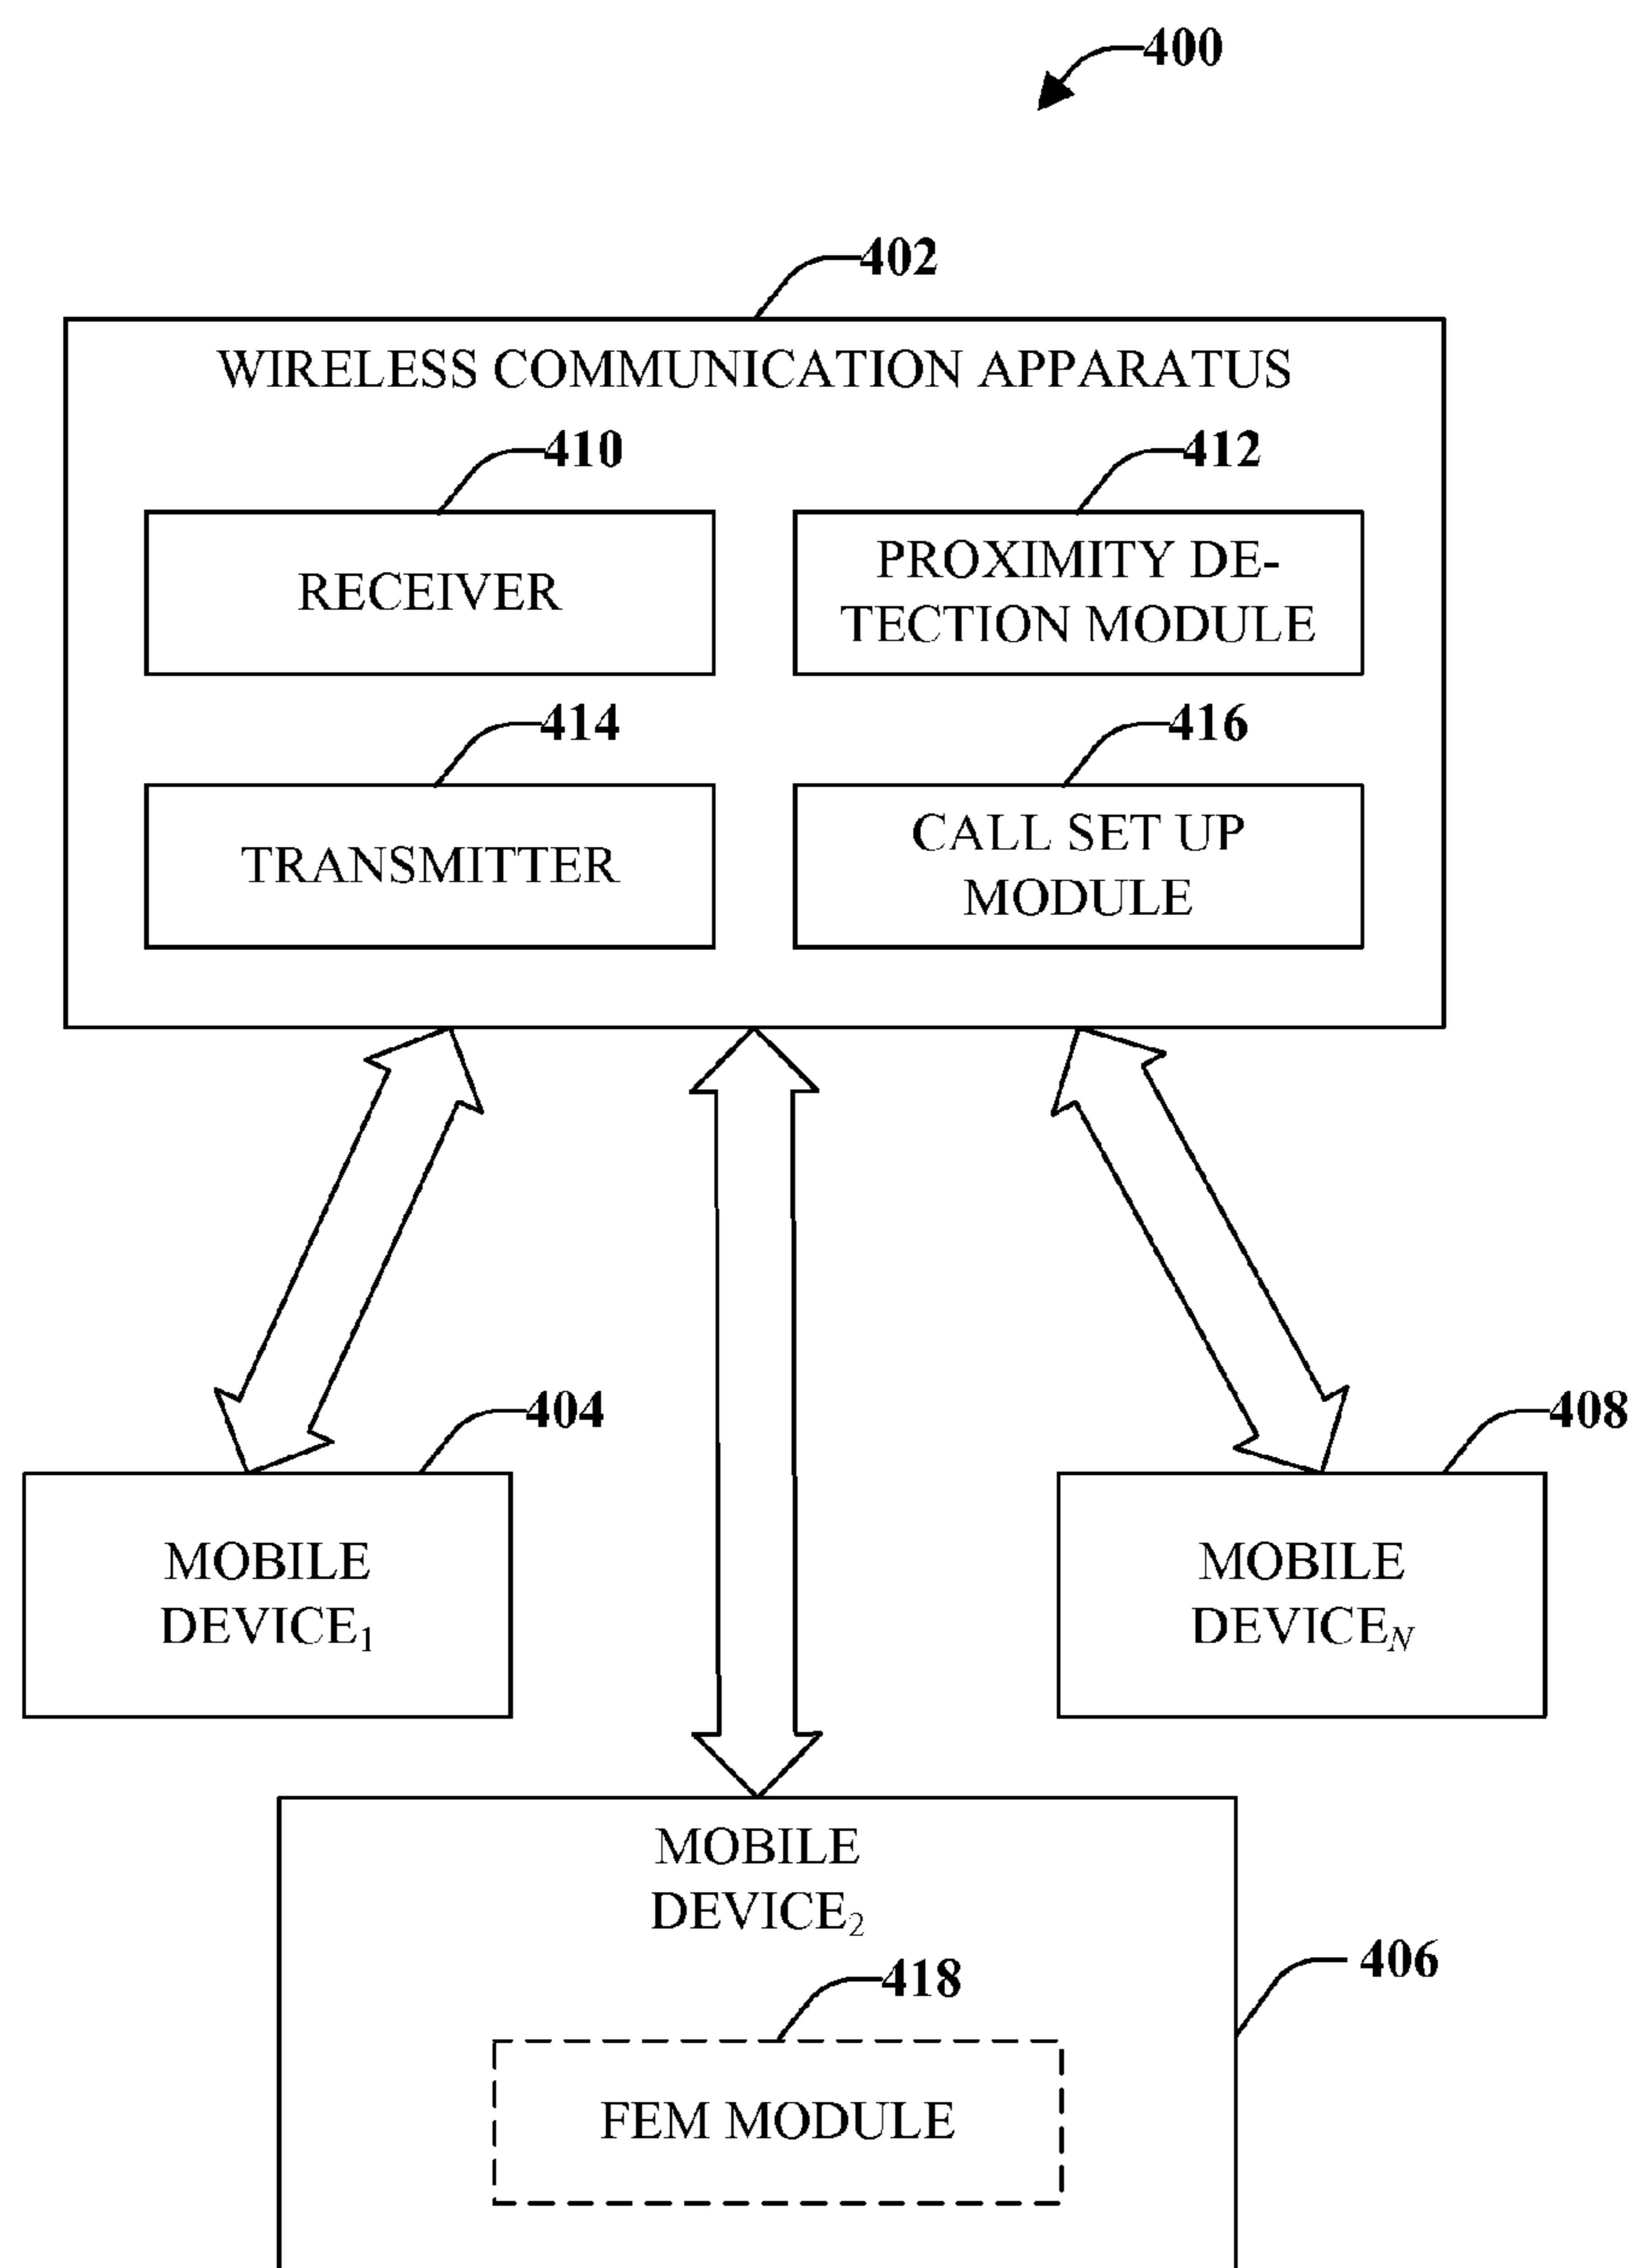 400
402
WIRELESS COMMUNICATION APPARATUS
410
412
RECEIVER
PROXIMITY DE-
TECTION MODULE
414
416
TRANSMITTER
CALL SET UP
MODULE
404
408
MOBILE
DEVICE1
MOBILE
DEVICEN
MOBILE
DEVICE2
406
418
FEM MODULE